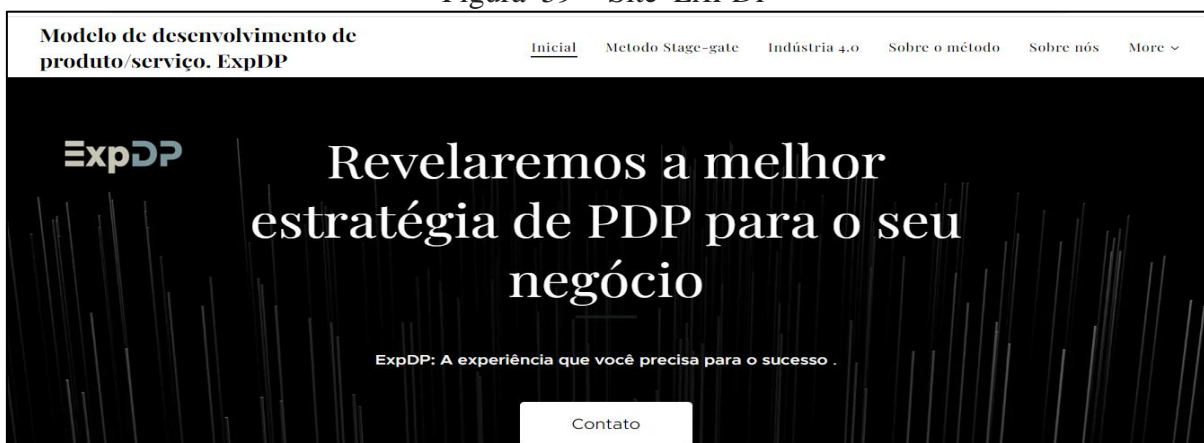 Modelo de desenvolvimento de
produto/serviço. ExpDP
Inicial Metodo Stage-gate Indústria 4.0 Sobre o método Sobre nós More
ExpDP
Revelaremos a melhor
estratégia de PDP para o seu
negócio
ExpDP: A experiência que você precisa para o sucesso .
Contato